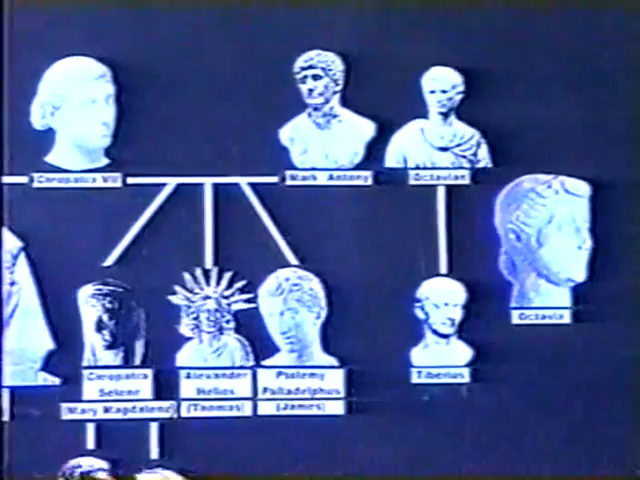 Cleopatra VII
Mark Antony
Octavian
Octavia
Cleopatra
Selene
(Mary Magdalene)
Alexander
Helios
(Thomas)
Ptolemy
Philadelphus
(James)
Tiberius